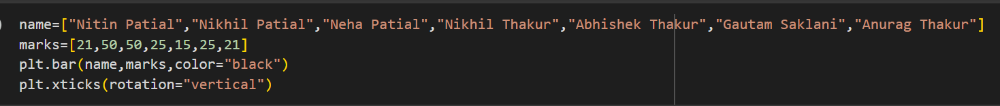 name=["Nitin Patial","Nikhil Patial","Neha Patial","Nikhil Thakur","Abhishek Thakur","Gautam Saklani","Anurag Thakur"]
marks=[21,50,50,25,15,25,21]
plt.bar(name,marks,color="black")
plt.xticks(rotation="vertical")